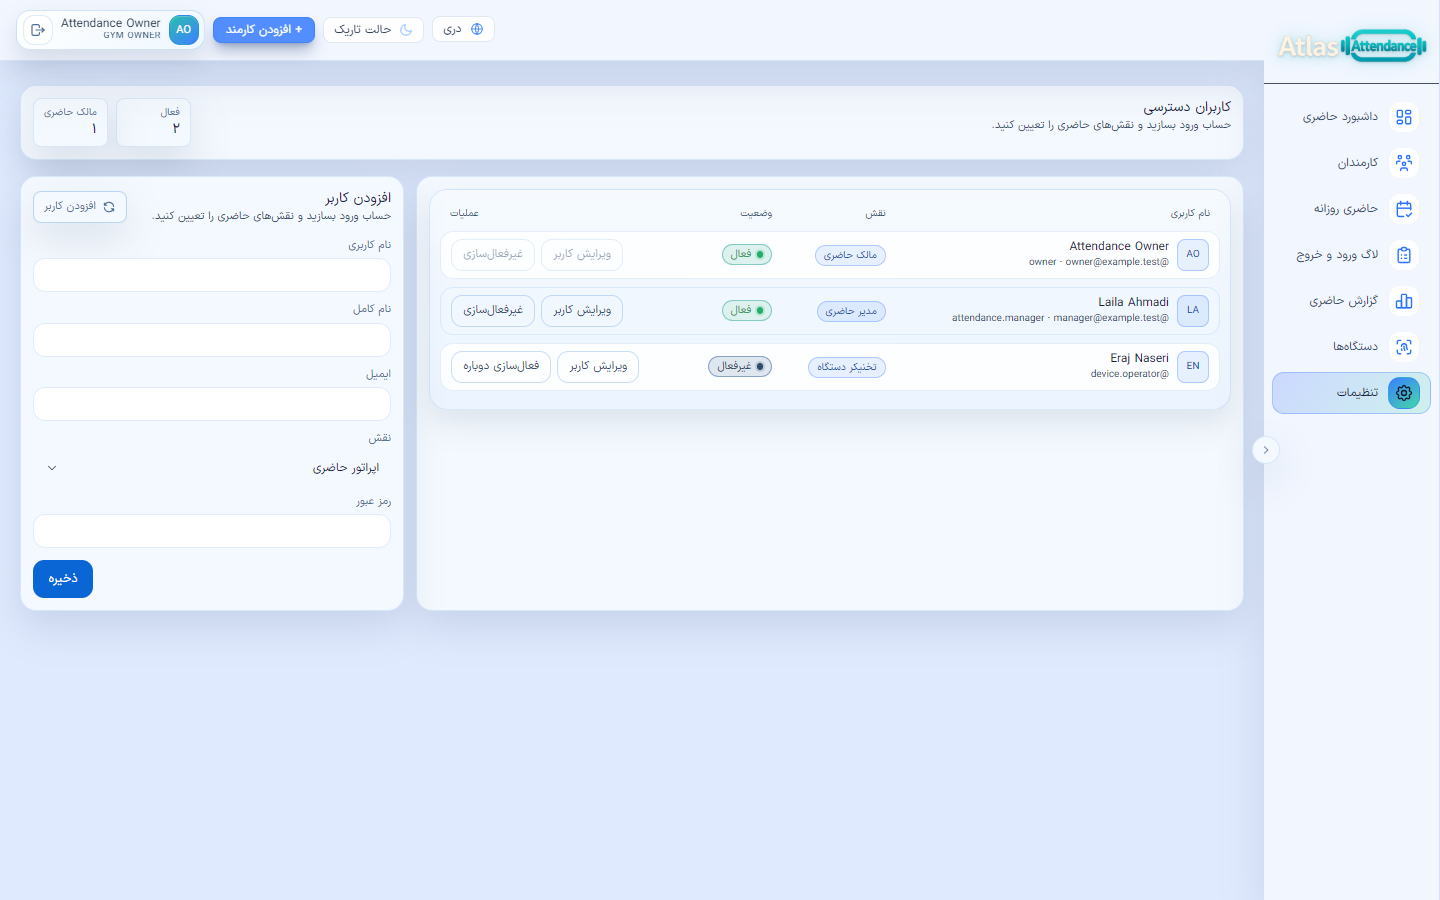 Atlas Attendance
داشبورد حاضری
کارمندان
حاضری روزانه
لاگ ورود و خروج
گزارش حاضری
دستگاه‌ها
تنظیمات
دری
حالت تاریک
+ افزودن کارمند
AO
Attendance Owner
GYM OWNER
کاربران دسترسی
حساب ورود بسازید و نقش‌های حاضری را تعیین کنید.
فعال
۲
مالک حاضری
۱
نام کاربری نقش وضعیت عملیات
AO
Attendance Owner
owner · owner@example.test@
مالک حاضری
فعال
ویرایش کاربر
غیرفعال‌سازی
LA
Laila Ahmadi
attendance.manager · manager@example.test@
مدیر حاضری
فعال
ویرایش کاربر
غیرفعال‌سازی
EN
Eraj Naseri
device.operator@
تخنیکر دستگاه
غیرفعال
ویرایش کاربر
فعال‌سازی دوباره
افزودن کاربر
حساب ورود بسازید و نقش‌های حاضری را تعیین کنید.
افزودن کاربر
نام کاربری
نام کامل
ایمیل
نقش
اپراتور حاضری
رمز عبور
ذخیره